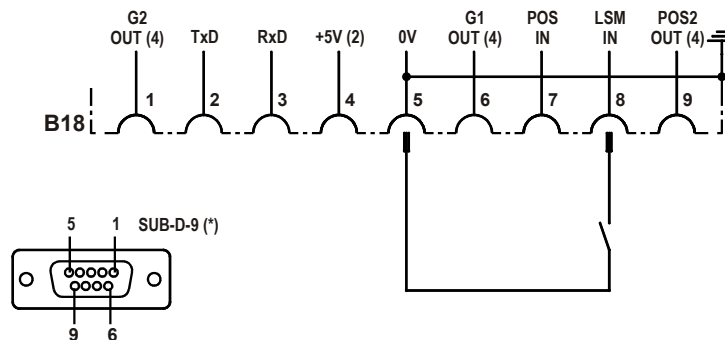 G2 OUT (4) TxD RxD +5V (2) 0V G1 OUT (4) POS IN LSM IN POS2 OUT (4)
1 2 3 4 5 6 7 8 9
B18
5 1 SUB-D-9 (*)
9 6